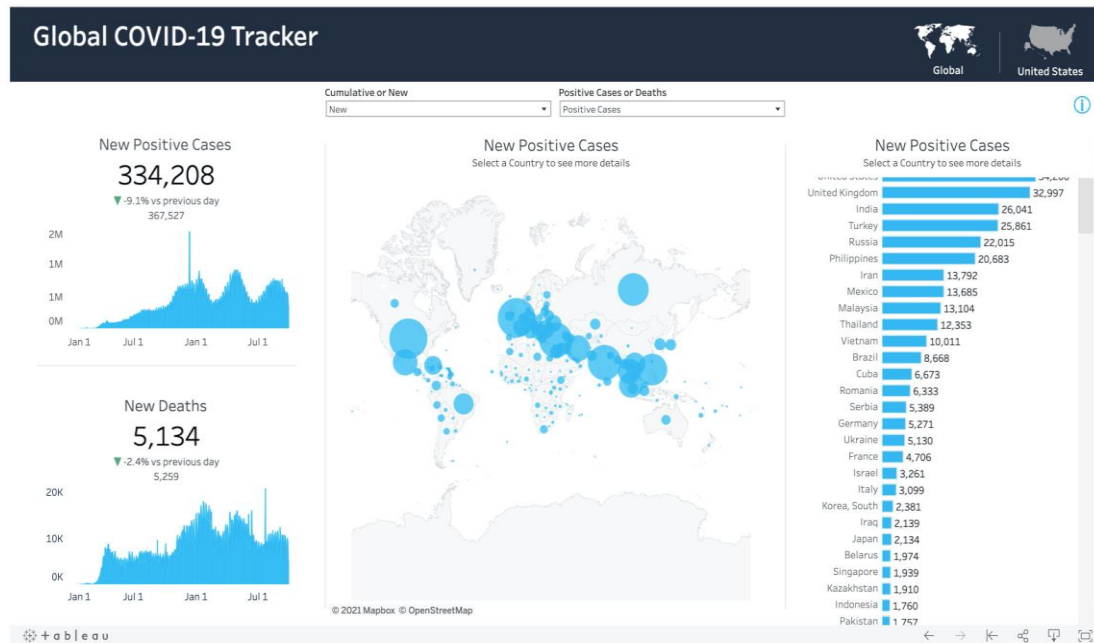 Global COVID-19 Tracker
Global
United States
Cumulative or New
New
Positive Cases or Deaths
Positive Cases
New Positive Cases
334,208
-9.1% vs previous day
367,527
2M
1M
1M
0M
Jan 1 Jul 1 Jan 1 Jul 1
New Deaths
5,134
-2.4% vs previous day
5,259
20K
10K
0K
Jan 1 Jul 1 Jan 1 Jul 1
New Positive Cases
Select a Country to see more details
© 2021 Mapbox © OpenStreetMap
New Positive Cases
Select a Country to see more details
United States
United Kingdom 32,997
India 26,041
Turkey 25,861
Russia 22,015
Philippines 20,683
Iran 13,792
Mexico 13,685
Malaysia 13,104
Thailand 12,353
Vietnam 10,011
Brazil 8,668
Cuba 6,673
Romania 6,333
Serbia 5,389
Germany 5,271
Ukraine 5,130
France 4,706
Israel 3,261
Italy 3,099
Korea, South 2,381
Iraq 2,139
Japan 2,134
Belarus 1,974
Singapore 1,939
Kazakhstan 1,910
Indonesia 1,760
Pakistan 1,757
+ableau